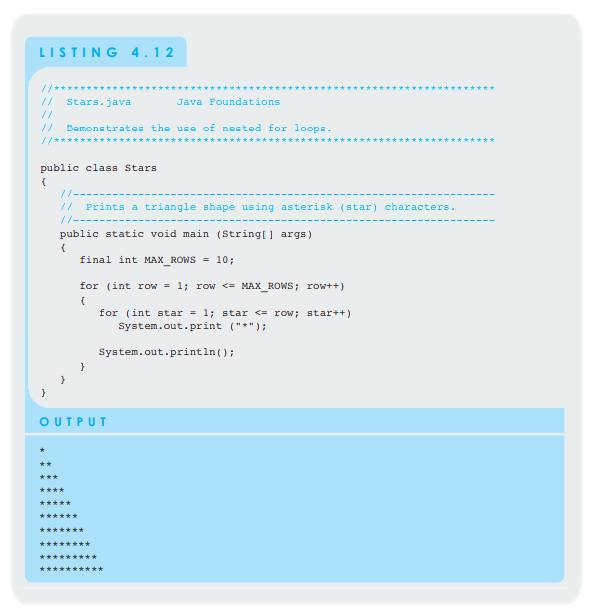 LISTING 4.12
//********************************************************************
//  Stars.java       Java Foundations
//
//  Demonstrates the use of nested for loops.
//********************************************************************
public class Stars
{
   //-----------------------------------------------------------------
   //  Prints a triangle shape using asterisk (star) characters.
   //-----------------------------------------------------------------
   public static void main (String[] args)
   {
      final int MAX_ROWS = 10;
      for (int row = 1; row <= MAX_ROWS; row++)
      {
         for (int star = 1; star <= row; star++)
            System.out.print ("*");
         System.out.println();
      }
   }
}
OUTPUT
*
**
***
****
*****
******
*******
********
*********
**********